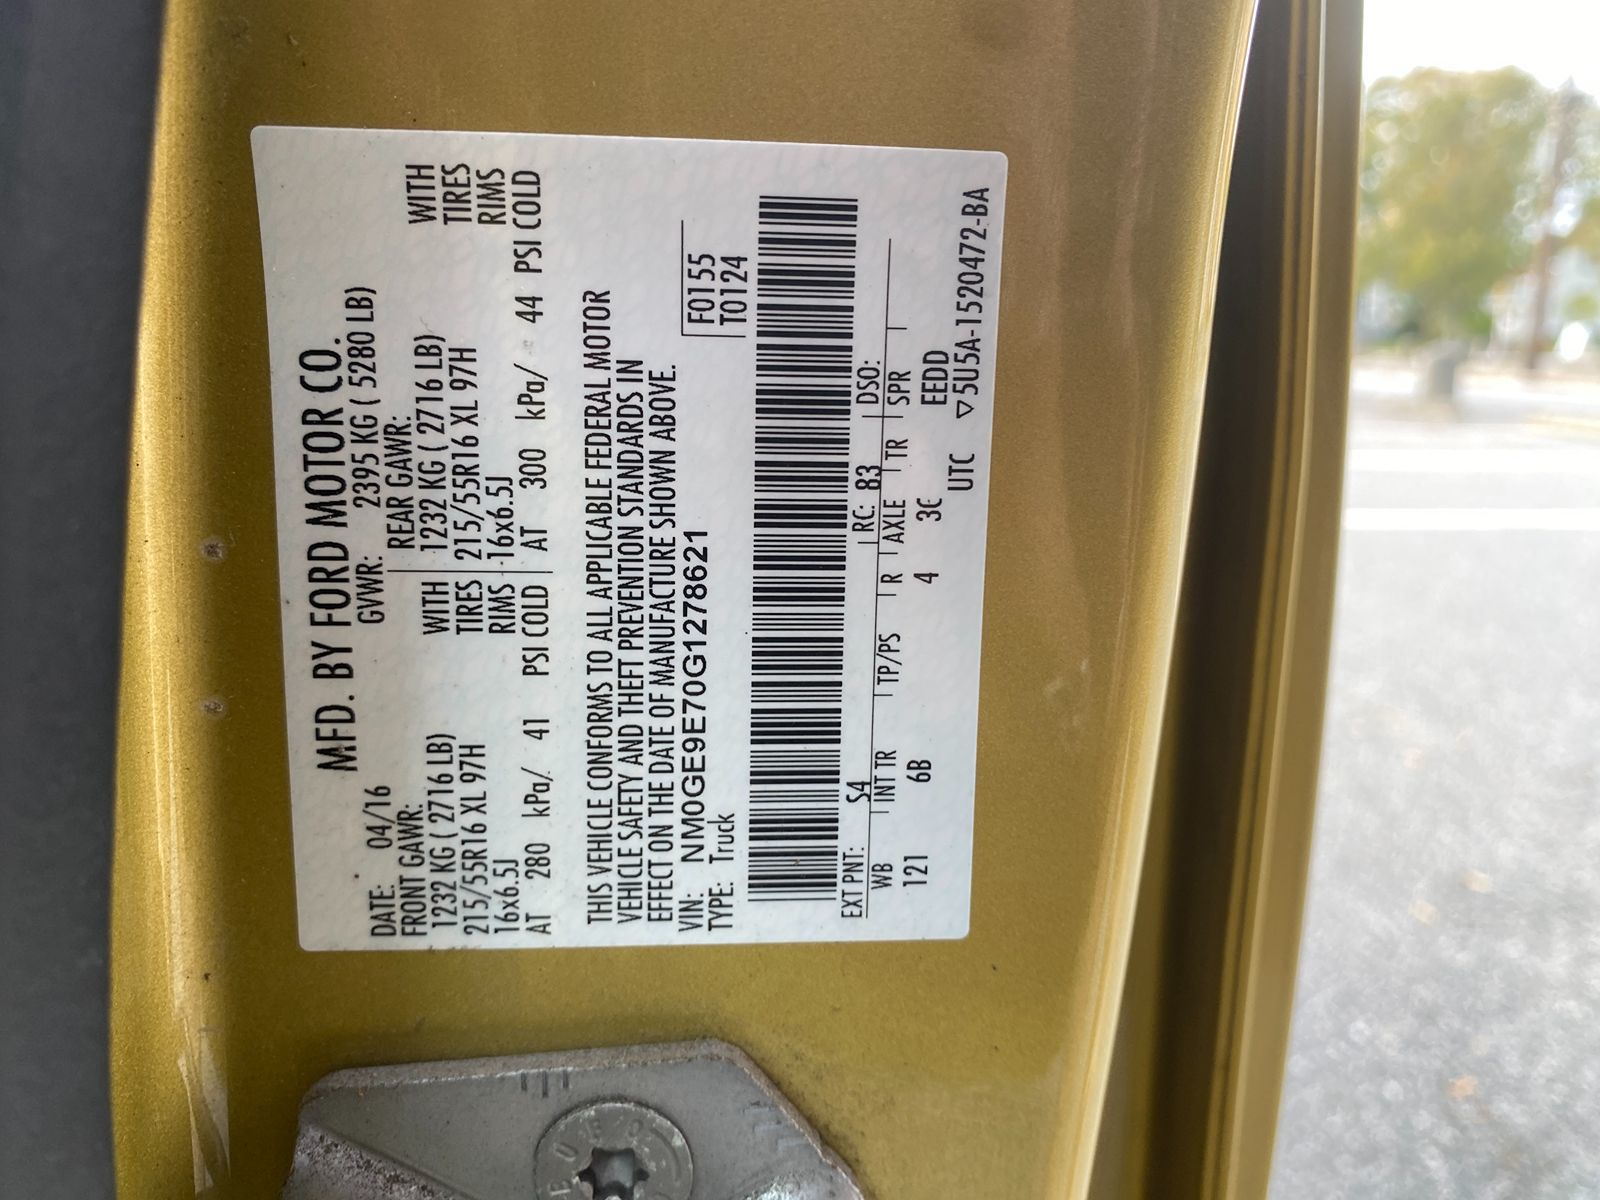 MFD. BY FORD MOTOR CO.
DATE: 04/16 GVWR: 2395 KG ( 5280 LB)
FRONT GAWR: REAR GAWR:
1232 KG ( 2716 LB) WITH 1232 KG ( 2716 LB) WITH
215/55R16 XL 97H TIRES 215/55R16 XL 97H TIRES
16x6.5J RIMS 16x6.5J RIMS
AT 280 kPa/ 41 PSI COLD AT 300 kPa/ 44 PSI COLD
THIS VEHICLE CONFORMS TO ALL APPLICABLE FEDERAL MOTOR
VEHICLE SAFETY AND THEFT PREVENTION STANDARDS IN
EFFECT ON THE DATE OF MANUFACTURE SHOWN ABOVE.
VIN: NM0GE9E70G1278621 F0155
TYPE: Truck T0124
EXT PNT: S4 RC: 83 DSO:
WB INT TR TP/PS R AXLE TR SPR
121 6B 4 3C EEDD
UTC ▽5U5A-1520472-BA